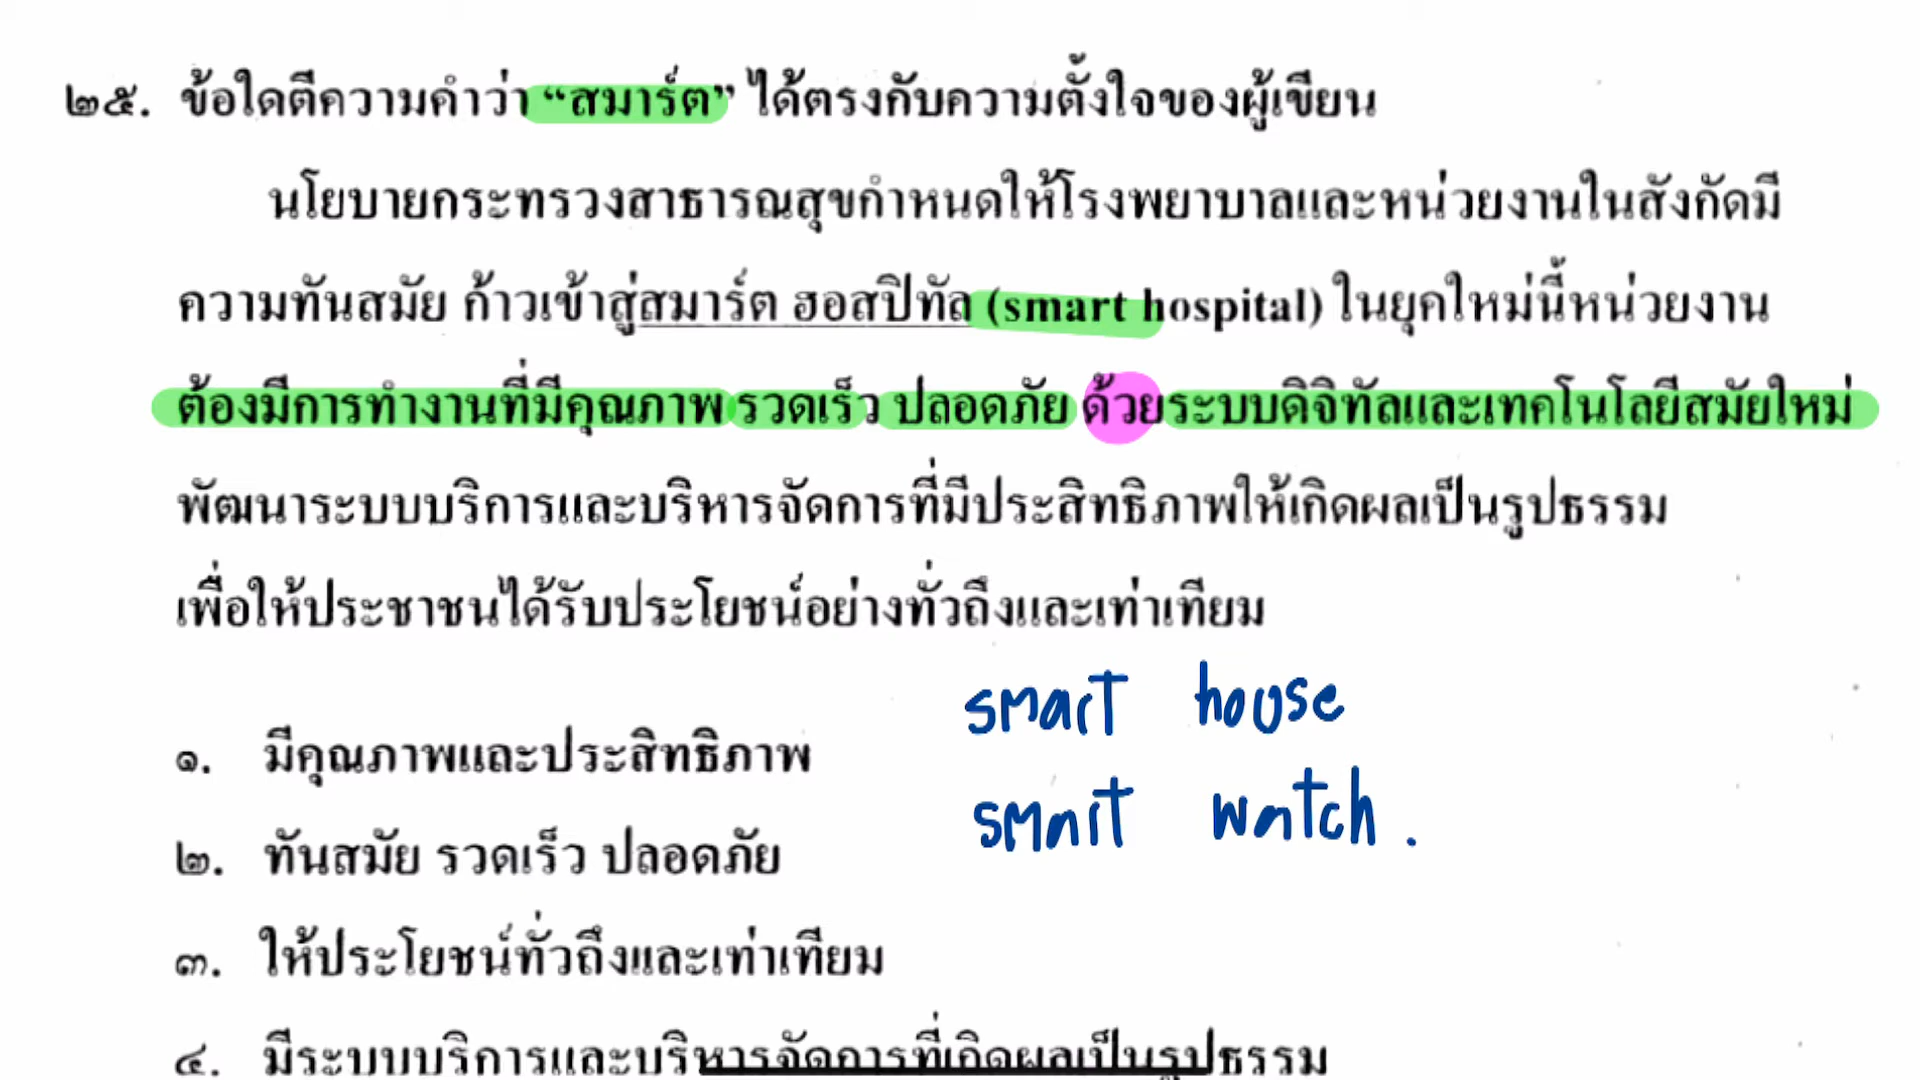 ๒๕. ข้อใดตีความคำว่า “สมาร์ต” ได้ตรงกับความตั้งใจของผู้เขียน
นโยบายกระทรวงสาธารณสุขกำหนดให้โรงพยาบาลและหน่วยงานในสังกัดมี
ความทันสมัย ก้าวเข้าสู่สมาร์ต ฮอสปิทัล (smart hospital) ในยุคใหม่นี้หน่วยงาน
ต้องมีการทำงานที่มีคุณภาพ รวดเร็ว ปลอดภัย ด้วยระบบดิจิทัลและเทคโนโลยีสมัยใหม่
พัฒนาระบบบริการและบริหารจัดการที่มีประสิทธิภาพให้เกิดผลเป็นรูปธรรม
เพื่อให้ประชาชนได้รับประโยชน์อย่างทั่วถึงและเท่าเทียม
smart house
smart watch.
๑. มีคุณภาพและประสิทธิภาพ
๒. ทันสมัย รวดเร็ว ปลอดภัย
๓. ให้ประโยชน์ทั่วถึงและเท่าเทียม
๔. มีระบบบริการและบริหารจัดการที่เกิดผลเป็นรูปธรรม